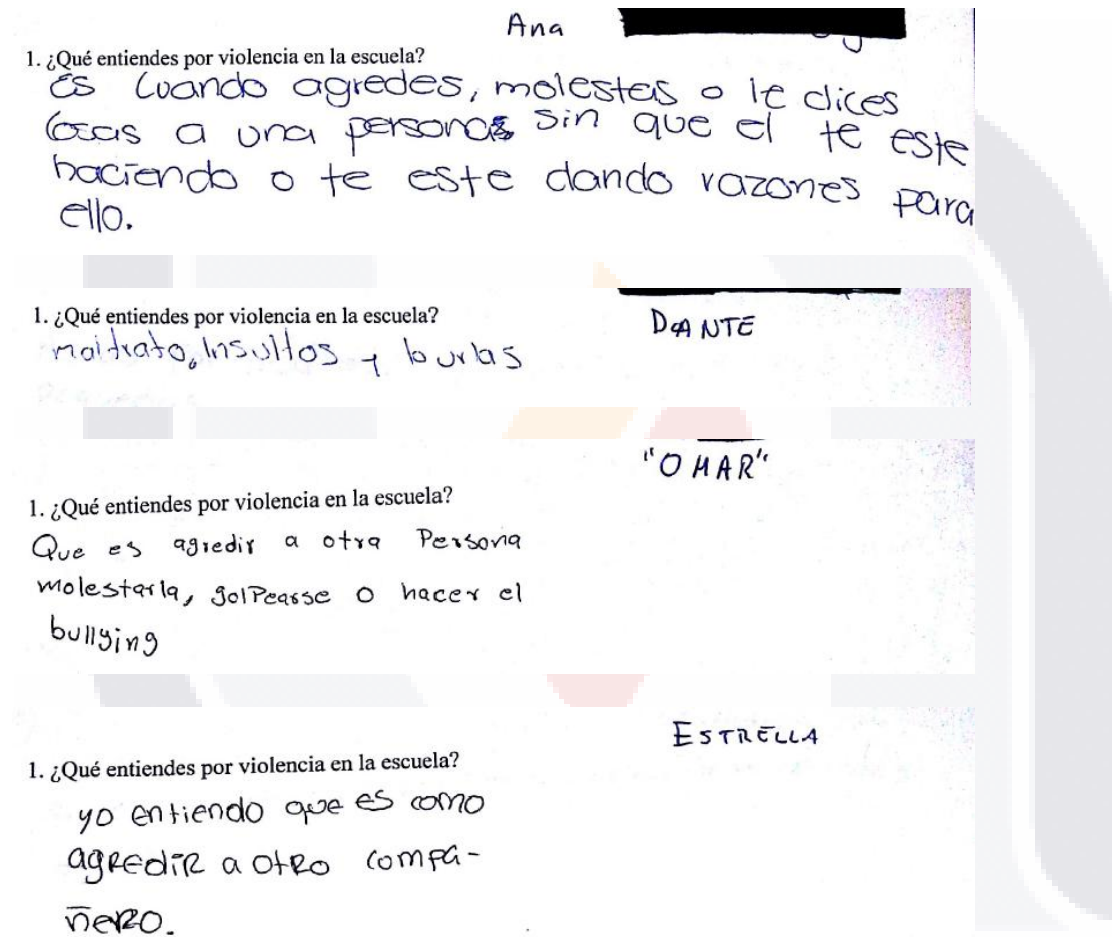 Ana
1. ¿Qué entiendes por violencia en la escuela?
Es cuando agredes, molestas o le dices
cosas a una persona sin que el te este
haciendo o te este dando razones para
ello.
1. ¿Qué entiendes por violencia en la escuela?
DANTE
maltrato, Insultos y burlas
"OMAR"
1. ¿Qué entiendes por violencia en la escuela?
Que es agredir a otra Persona
molestarla, golPearse o hacer el
bullying
ESTRELLA
1. ¿Qué entiendes por violencia en la escuela?
yo entiendo que es como
agredir a otro compa-
ñero.